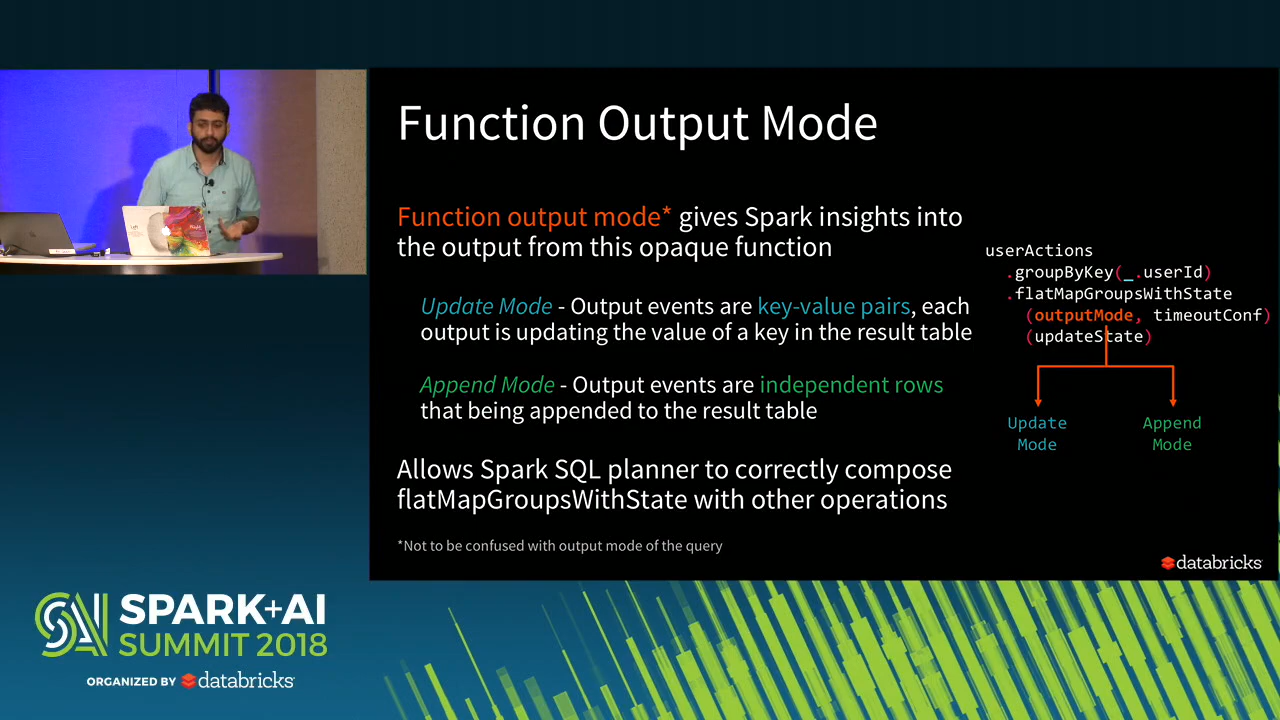 Function Output Mode
Function output mode* gives Spark insights into
the output from this opaque function
Update Mode - Output events are key-value pairs, each
output is updating the value of a key in the result table
Append Mode - Output events are independent rows
that being appended to the result table
Allows Spark SQL planner to correctly compose
flatMapGroupsWithState with other operations
*Not to be confused with output mode of the query
userActions
.groupByKey(_.userId)
.flatMapGroupsWithState
(outputMode, timeoutConf)
(updateState)
Update
Mode
Append
Mode
databricks
SAI
SPARK+AI
SUMMIT 2018
ORGANIZED BY databricks